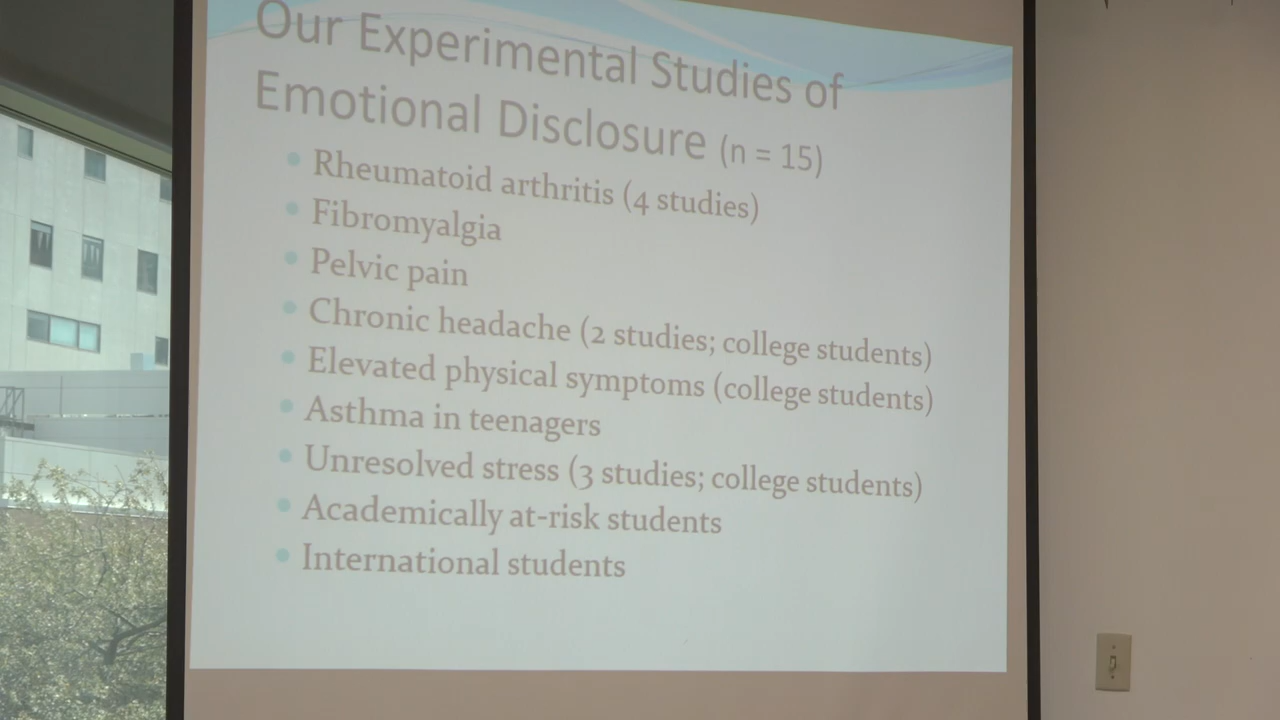 Our Experimental Studies of
Emotional Disclosure (n = 15)
Rheumatoid arthritis (4 studies)
Fibromyalgia
Pelvic pain
Chronic headache (2 studies; college students)
Elevated physical symptoms (college students)
Asthma in teenagers
Unresolved stress (3 studies; college students)
Academically at-risk students
International students